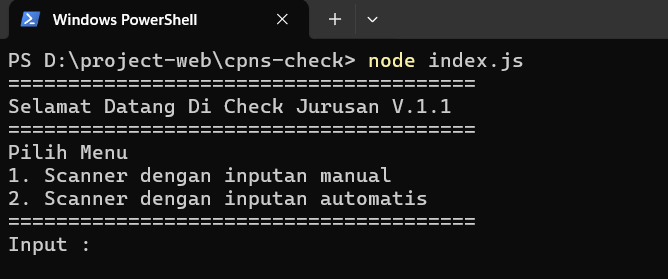 Windows PowerShell
PS D:\project-web\cpns-check> node index.js
=======================================
Selamat Datang Di Check Jurusan V.1.1
=======================================
Pilih Menu
1. Scanner dengan inputan manual
2. Scanner dengan inputan automatis
=======================================
Input :